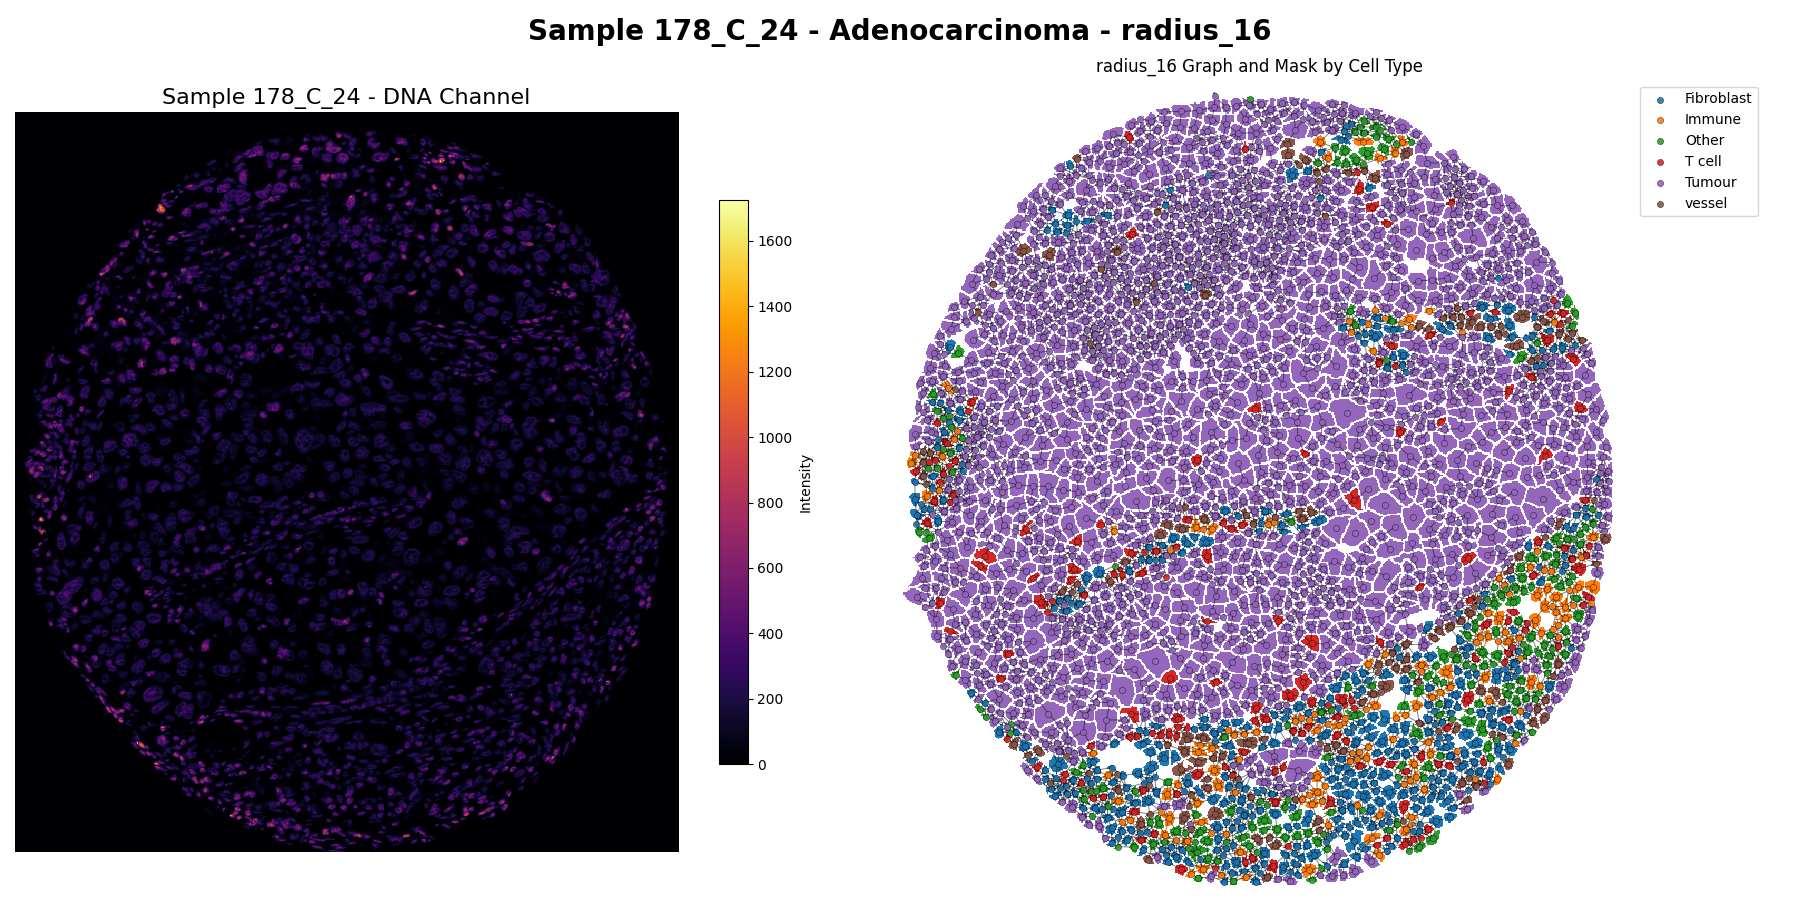 Sample 178_C_24 - Adenocarcinoma - radius_16
radius_16 Graph and Mask by Cell Type
Sample 178_C_24 - DNA Channel
Fibroblast
Immune
Other
T cell
Tumour
vessel
1600
1400
1200
1000
800
600
400
200
0
Intensity